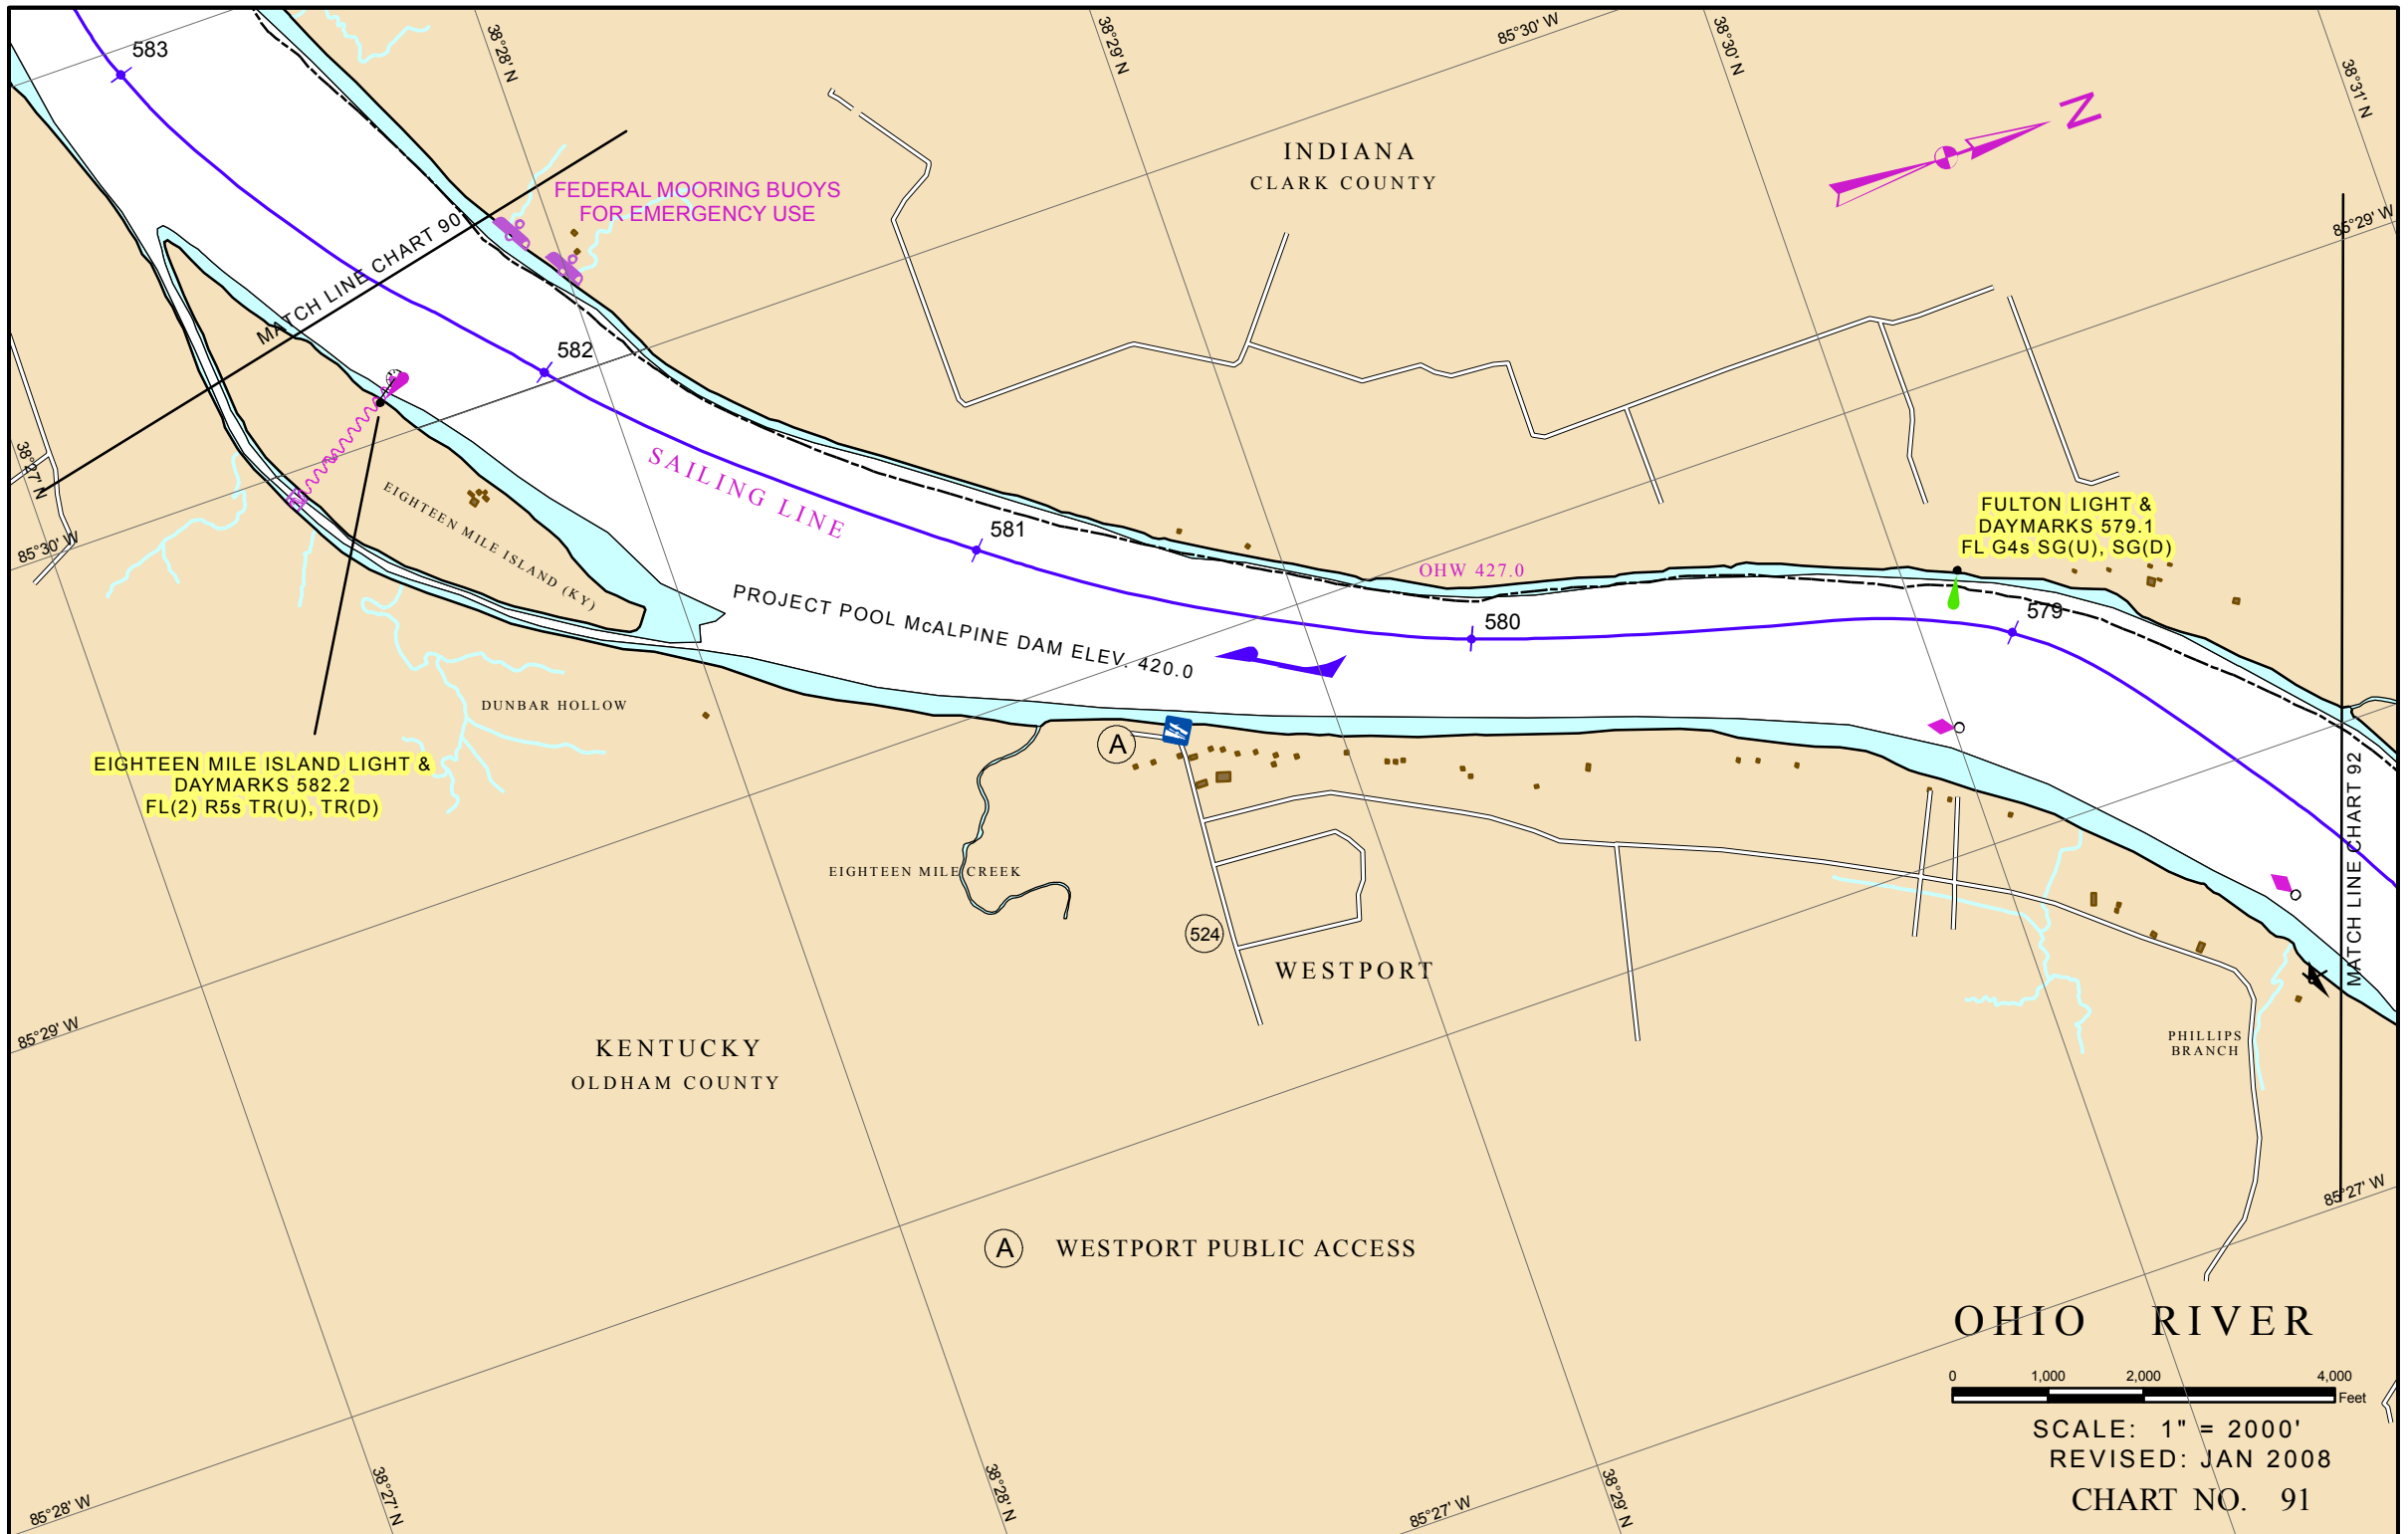 583
38°28' N
38°29' N
85°30' W
38°30' N
38°31' N
INDIANA
CLARK COUNTY
N
FEDERAL MOORING BUOYS
FOR EMERGENCY USE
85°29' W
MATCH LINE CHART 90
582
38°27' N
SAILING LINE
EIGHTEEN MILE ISLAND (KY)
581
85°30' W
FULTON LIGHT &
DAYMARKS 579.1
FL G4s SG(U), SG(D)
OHW 427.0
PROJECT POOL McALPINE DAM ELEV. 420.0
580
579
DUNBAR HOLLOW
A
EIGHTEEN MILE ISLAND LIGHT &
DAYMARKS 582.2
FL(2) R5s TR(U), TR(D)
MATCH LINE CHART 92
EIGHTEEN MILE CREEK
524
WESTPORT
85°29' W
KENTUCKY
OLDHAM COUNTY
PHILLIPS
BRANCH
85°27' W
A WESTPORT PUBLIC ACCESS
OHIO RIVER
0 1,000 2,000 4,000
Feet
SCALE: 1" = 2000'
REVISED: JAN 2008
CHART NO. 91
85°28' W
38°27' N
38°28' N
85°27' W
38°29' N